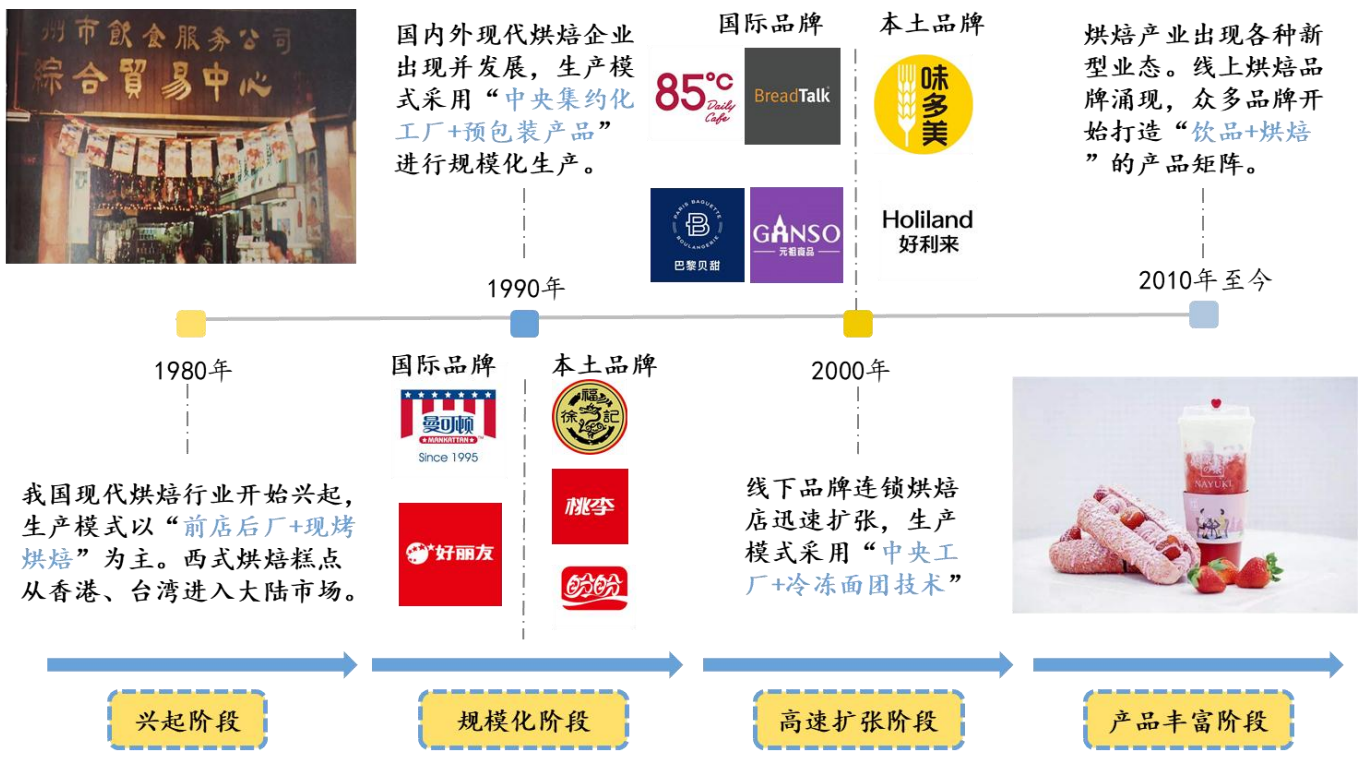 州市飲食服务公司
綜合貿易中心
国内外现代烘焙企业
出现并发展，生产模
式采用“中央集约化
工厂+预包装产品”
进行规模化生产。
国际品牌
本土品牌
85℃
Daily
Cafe
BreadTalk
味多美
PARIS BAGUETTE
BOULANGERIE
巴黎贝甜
GANSO
元祖食品
Holiland
好利来
烘焙产业出现各种新
型业态。线上烘焙品
牌涌现，众多品牌开
始打造“饮品+烘焙
”的产品矩阵。
1990年
2010年至今
1980年
2000年
国际品牌
本土品牌
曼可顿
MANHATTAN
Since 1995
福
徐記
好丽友
桃李
盼盼
我国现代烘焙行业开始兴起，
生产模式以“前店后厂+现烤
烘焙”为主。西式烘焙糕点
从香港、台湾进入大陆市场。
线下品牌连锁烘焙
店迅速扩张，生产
模式采用“中央工
厂+冷冻面团技术”
NAYUKI
兴起阶段
规模化阶段
高速扩张阶段
产品丰富阶段